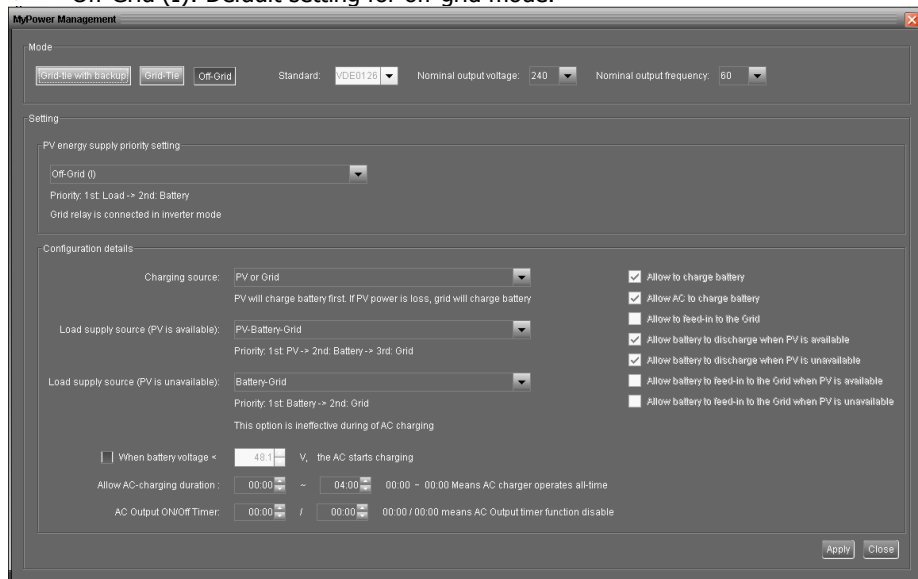 Off-Grid (I): Default setting for off-grid mode.
MyPower Management
Mode
Grid-tie with backup Grid-Tie Off-Grid Standard: VDE0126 Nominal output voltage: 240 Nominal output frequency: 60
Setting
PV energy supply priority setting
Off-Grid (I)
Priority: 1st: Load -> 2nd: Battery
Grid relay is connected in inverter mode
Configuration details
Charging source: PV or Grid
PV will charge battery first. If PV power is loss, grid will charge battery
Load supply source (PV is available): PV-Battery-Grid
Priority: 1st: PV -> 2nd: Battery -> 3rd: Grid
Load supply source (PV is unavailable): Battery-Grid
Priority: 1st: Battery -> 2nd: Grid
This option is ineffective during of AC charging
Allow to charge battery
Allow AC to charge battery
Allow to feed-in to the Grid
Allow battery to discharge when PV is available
Allow battery to discharge when PV is unavailable
Allow battery to feed-in to the Grid when PV is available
Allow battery to feed-in to the Grid when PV is unavailable
When battery voltage < 48.1 V, the AC starts charging
Allow AC-charging duration : 00:00 ~ 04:00 00:00 ~ 00:00 Means AC charger operates all-time
AC Output ON/Off Timer: 00:00 / 00:00 00:00 / 00:00 means AC Output timer function disable
Apply Close